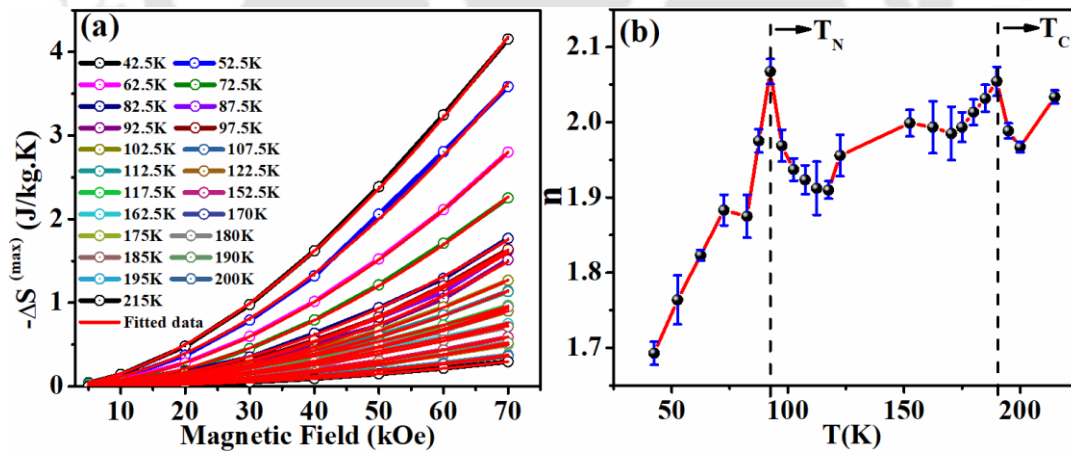 (a)
42.5K 52.5K
62.5K 72.5K
82.5K 87.5K
92.5K 97.5K
102.5K 107.5K
112.5K 122.5K
117.5K 152.5K
162.5K 170K
175K 180K
185K 190K
195K 200K
215K
Fitted data
-ΔS (max) (J/kg.K)
4
3
2
1
0
10 20 30 40 50 60 70
Magnetic Field (kOe)
(b)
T_N
T_C
n
2.1
2.0
1.9
1.8
1.7
50 100 150 200
T(K)